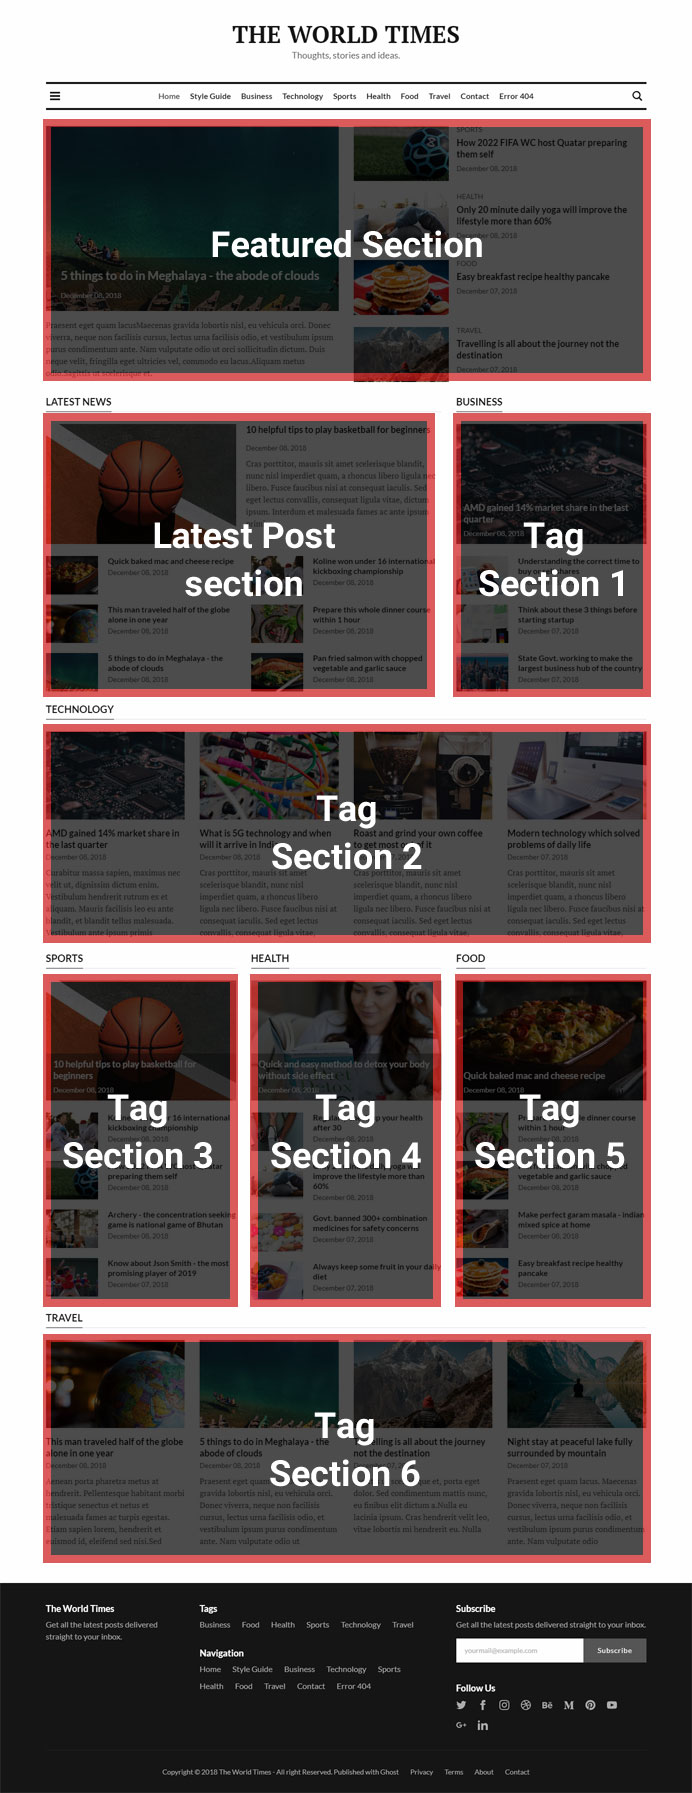 THE WORLD TIMES
Thoughts, stories and ideas.
Home Style Guide Business Technology Sports Health Food Travel Contact Error 404
Featured Section
5 things to do in Meghalaya - the abode of clouds
December 08, 2018
Praesent eget quam lacusMaecenas gravida lobortis nisl, eu vehicula orci. Donec
viverra, neque non facilisis cursus, lectus urna facilisis odio, et vestibulum ipsum
purus condimentum ante. Nam vulputate odio ut orci sollicitudin dictum. Duis
neque velit, fringilla eget ultricies vel, commodo eu lacus.Aliquam metus
odio.Sagittis ut scelerisque et.
SPORTS
How 2022 FIFA WC host Quatar preparing
them self
December 08, 2018
HEALTH
Only 20 minute daily yoga will improve the
lifestyle more than 60%
December 08, 2018
FOOD
Easy breakfast recipe healthy pancake
December 07, 2018
TRAVEL
Travelling is all about the journey not the
destination
December 07, 2018
LATEST NEWS
Latest Post
section
10 helpful tips to play basketball for beginners
December 08, 2018
Cras porttitor, mauris sit amet scelerisque blandit,
nunc nisl imperdiet quam, a rhoncus libero ligula nec
libero. Fusce faucibus nisi at consequat iaculis. Sed
eget lectus convallis, consequat ligula vitae, dictum
ipsum. Interdum et malesuada fames ac ante ipsum
Quick baked mac and cheese recipe
December 08, 2018
This man traveled half of the globe
alone in one year
December 08, 2018
5 things to do in Meghalaya - the
abode of clouds
December 08, 2018
Koline won under 16 international
kickboxing championship
December 08, 2018
Prepare this whole dinner course
within 1 hour
December 08, 2018
Pan fried salmon with chopped
vegetable and garlic sauce
December 08, 2018
BUSINESS
Tag
Section 1
AMD gained 14% market share in the last
quarter
December 08, 2018
Understanding the correct time to
buy shares
Think about these 3 things before
starting startup
December 07, 2018
State Govt. working to make the
largest business hub of the country
December 07, 2018
TECHNOLOGY
Tag
Section 2
AMD gained 14% market share in
the last quarter
December 08, 2018
Curabitur massa sapien, maximus nec
velit ut, dignissim dictum enim.
Vestibulum hendrerit rutrum ex et
aliquam. Mauris facilisis leo eu ante
blandit, et blandit tellus malesuada.
Vestibulum ante ipsum primis
What is 5G technology and when
will it arrive in
Cras porttitor, mauris sit amet
scelerisque blandit, nunc nisl
imperdiet quam, a rhoncus libero
ligula nec libero. Fusce faucibus nisi at
consequat iaculis. Sed eget lectus
convallis, consequat ligula vitae,
Roast and grind your own coffee
to get most of it
Cras porttitor, mauris sit amet
scelerisque blandit, nunc nisl
imperdiet quam, a rhoncus libero
ligula nec libero. Fusce faucibus nisi at
consequat iaculis. Sed eget lectus
convallis, consequat ligula vitae,
Modern technology which solved
problems of daily life
December 07, 2018
Cras porttitor, mauris sit amet
scelerisque blandit, nunc nisl
imperdiet quam, a rhoncus libero
ligula nec libero. Fusce faucibus nisi at
consequat iaculis. Sed eget lectus
convallis, consequat ligula vitae,
SPORTS
Tag
Section 3
10 helpful tips to play basketball for
beginners
December 08, 2018
16 international
kickboxing championship
preparing them self
December 08, 2018
Archery - the concentration seeking
game is national game of Bhutan
December 08, 2018
Know about Json Smith - the most
promising player of 2019
December 07, 2018
HEALTH
Tag
Section 4
Quick and easy method to detox your body
without side effect
December 08, 2018
your health
after 30
December 08, 2018
improve the lifestyle more than
60%
December 08, 2018
Govt. banned 300+ combination
medicines for safety concerns
December 07, 2018
Always keep some fruit in your daily
diet
December 07, 2018
FOOD
Tag
Section 5
Quick baked mac and cheese recipe
December 08, 2018
dinner course
within 1 hour
chopped
vegetable and garlic sauce
December 08, 2018
Make perfect garam masala - indian
mixed spice at home
December 08, 2018
Easy breakfast recipe healthy
pancake
December 07, 2018
TRAVEL
Tag
Section 6
This man traveled half of the globe
alone in one year
December 08, 2018
Aenean porta pharetra metus at
hendrerit. Pellentesque habitant morbi
tristique senectus et netus et
malesuada fames ac turpis egestas.
Etiam sapien lorem, hendrerit et
euismod id, eleifend sed nisi.Sed
5 things to do in Meghalaya - the
abode of clouds
December 08, 2018
Praesent eget quam lacus. Maecenas
gravida lobortis nisl, eu vehicula orci.
Donec viverra, neque non facilisis
cursus, lectus urna facilisis odio, et
vestibulum ipsum purus condimentum
ante. Nam vulputate odio ut
Travelling is all about the journey
not the destination
et, porta eget
dolor. Sed condimentum mattis nunc,
eu finibus elit dictum a.Nulla eu
lacinia ipsum. Cras hendrerit velit leo,
vitae lobortis mi hendrerit eu. Nulla
Night stay at peaceful lake fully
surrounded by mountain
December 07, 2018
Praesent eget quam lacus. Maecenas
gravida lobortis nisl, eu vehicula orci.
Donec viverra, neque non facilisis
cursus, lectus urna facilisis odio, et
vestibulum ipsum purus condimentum
ante. Nam vulputate odio ut
The World Times
Get all the latest posts delivered
straight to your inbox.
Tags
Business Food Health Sports Technology Travel
Navigation
Home Style Guide Business Technology Sports
Health Food Travel Contact Error 404
Subscribe
Get all the latest posts delivered straight to your inbox.
yourmail@example.com Subscribe
Follow Us
Copyright © 2018 The World Times - All right Reserved. Published with Ghost Privacy Terms About Contact